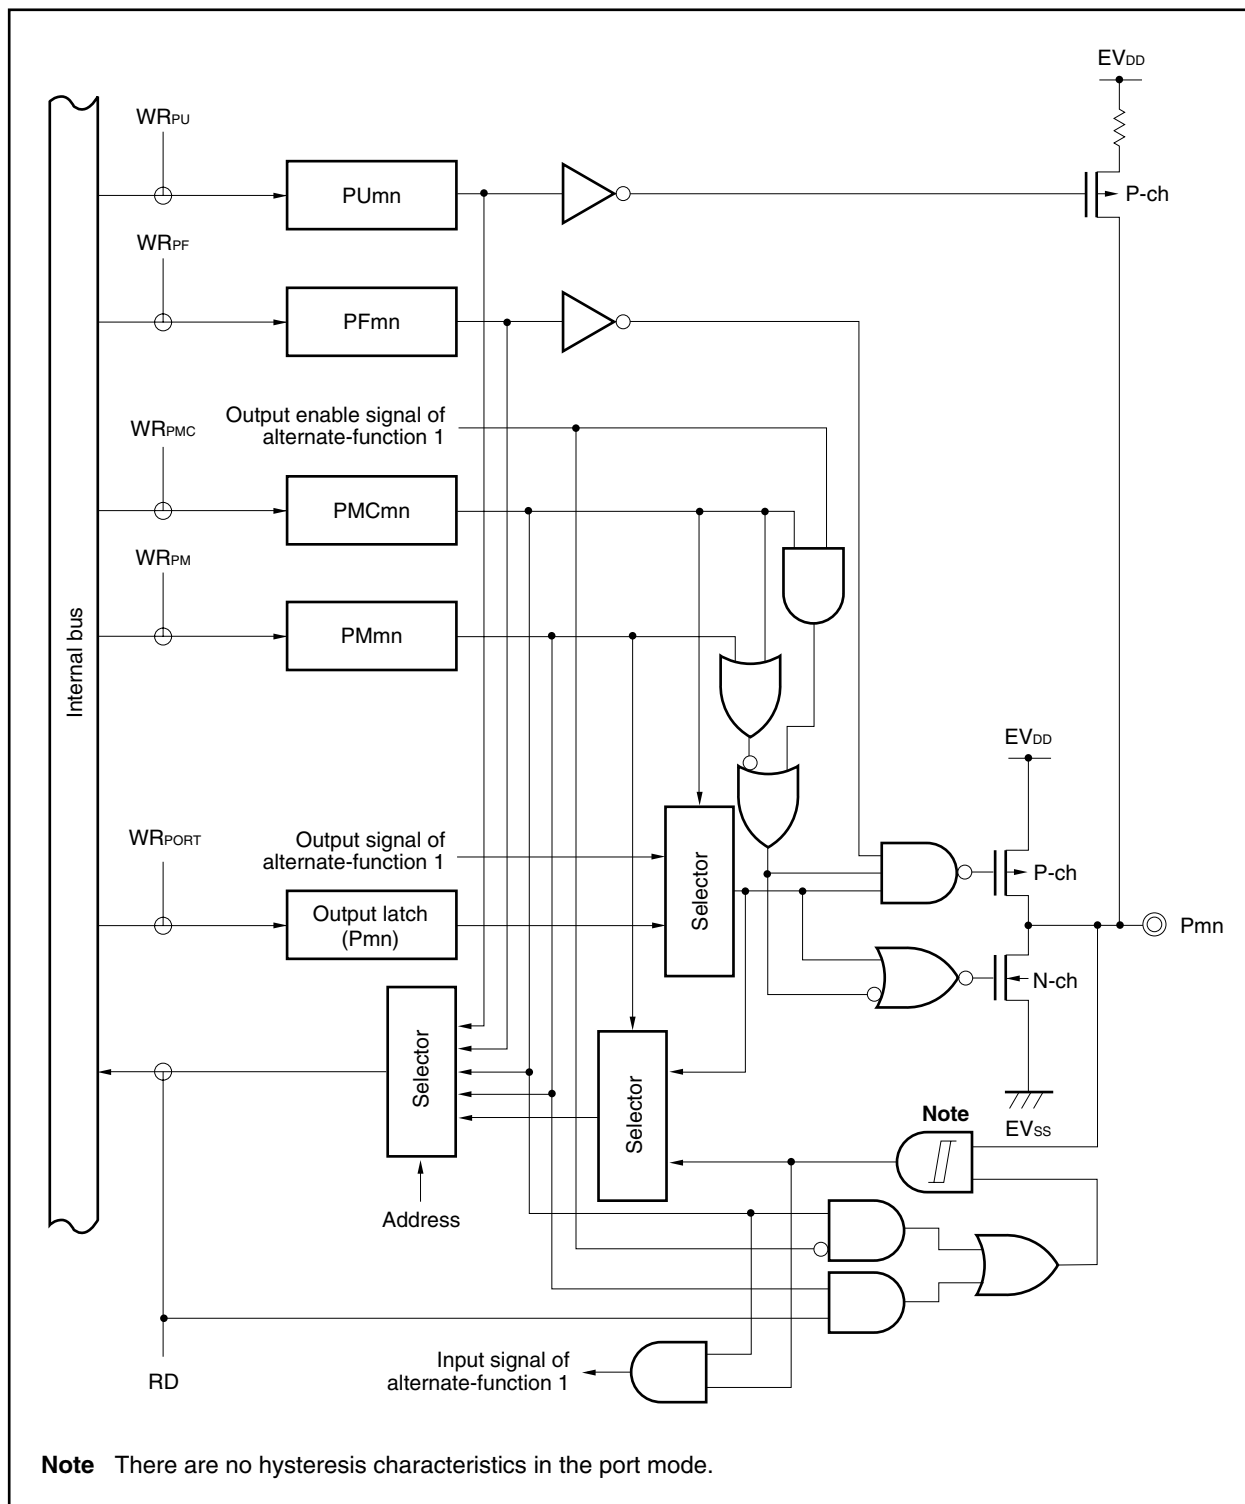 EVDD
WRPU
PUmn
P-ch
WRPF
PFmn
Output enable signal of
alternate-function 1
WRPMC
PMCmn
WRPM
PMmn
Internal bus
EVDD
WRPORT
Output signal of
alternate-function 1
Selector
P-ch
Output latch
(Pmn)
Pmn
N-ch
Selector
Selector
Note
EVSS
Address
Input signal of
alternate-function 1
RD
Note There are no hysteresis characteristics in the port mode.